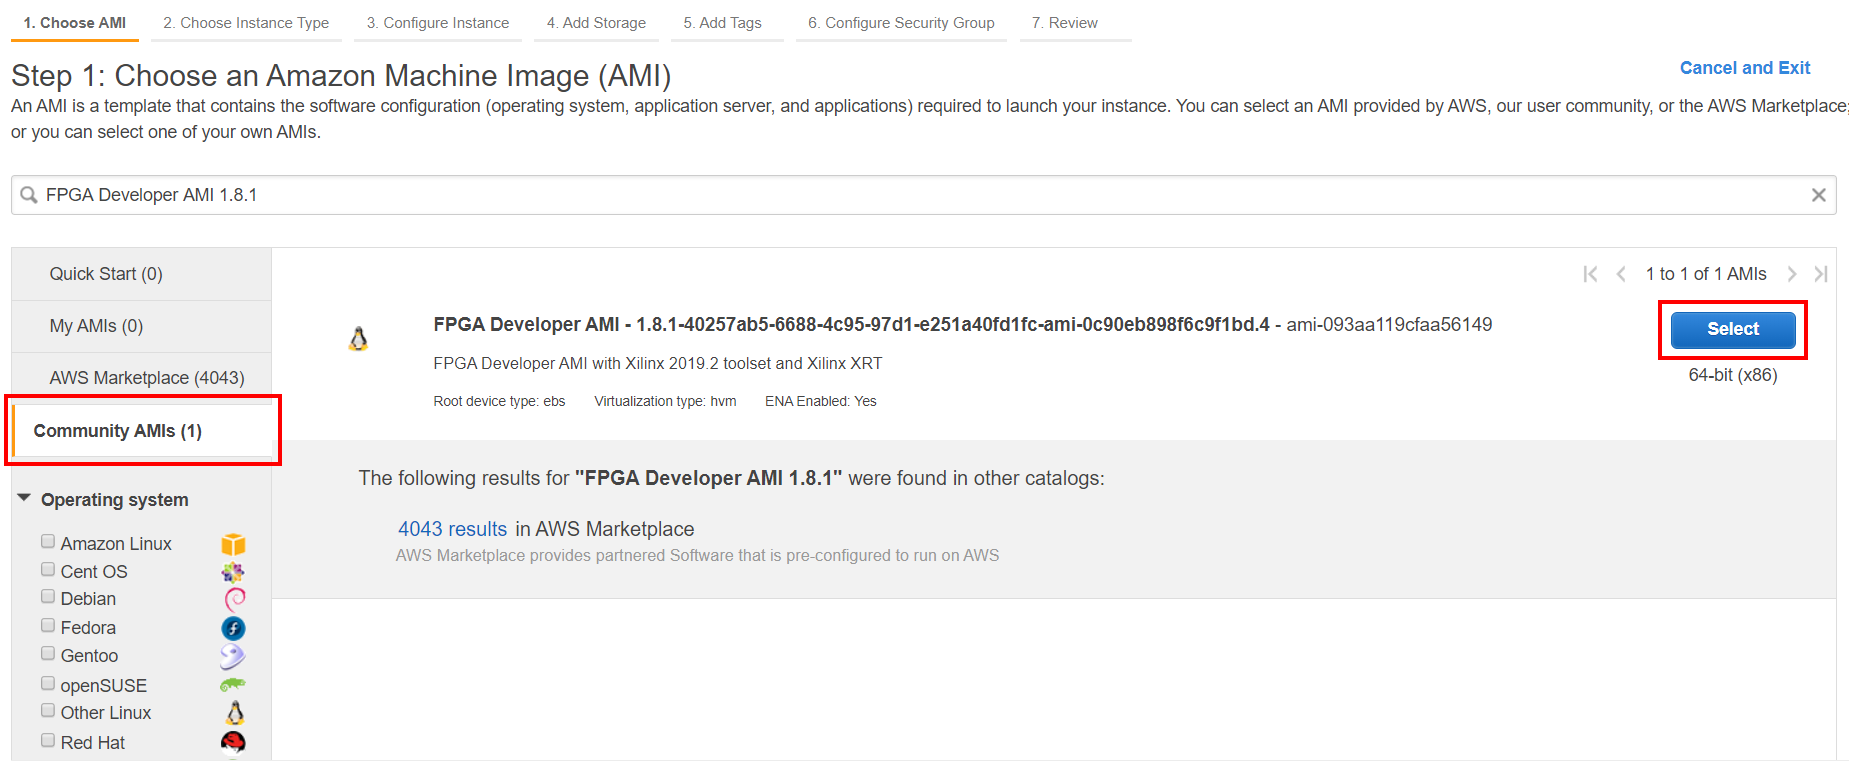 1. Choose AMI 2. Choose Instance Type 3. Configure Instance 4. Add Storage 5. Add Tags 6. Configure Security Group 7. Review
Step 1: Choose an Amazon Machine Image (AMI)
Cancel and Exit
An AMI is a template that contains the software configuration (operating system, application server, and applications) required to launch your instance. You can select an AMI provided by AWS, our user community, or the AWS Marketplace;
or you can select one of your own AMIs.
FPGA Developer AMI 1.8.1
Quick Start (0)
My AMIs (0)
AWS Marketplace (4043)
Community AMIs (1)
Operating system
Amazon Linux
Cent OS
Debian
Fedora
Gentoo
openSUSE
Other Linux
Red Hat
1 to 1 of 1 AMIs
FPGA Developer AMI - 1.8.1-40257ab5-6688-4c95-97d1-e251a40fd1fc-ami-0c90eb898f6c9f1bd.4 - ami-093aa119cfaa56149
Select
FPGA Developer AMI with Xilinx 2019.2 toolset and Xilinx XRT
64-bit (x86)
Root device type: ebs Virtualization type: hvm ENA Enabled: Yes
The following results for "FPGA Developer AMI 1.8.1" were found in other catalogs:
4043 results in AWS Marketplace
AWS Marketplace provides partnered Software that is pre-configured to run on AWS